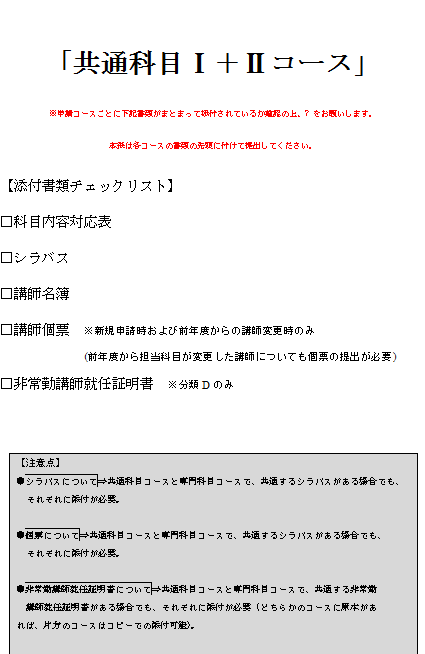 「共通科目Ⅰ＋Ⅱコース」
※申請コースごとに下記書類がまとまって添付されているか確認の上、？をお願いします。
本票は各コースの書類の先頭に付けて提出してください。
【添付書類チェックリスト】
□科目内容対応表
□シラバス
□講師名簿
□講師個票　※新規申請時および前年度からの講師変更時のみ
(前年度から担当科目が変更した講師についても個票の提出が必要)
□非常勤講師就任証明書　※分類Ｄのみ
【注意点】
●シラバスについて⇒共通科目コースと専門科目コースで、共通するシラバスがある場合でも、
それぞれに添付が必要。
●個票について⇒共通科目コースと専門科目コースで、共通するシラバスがある場合でも、
それぞれに添付が必要。
●非常勤講師就任証明書について⇒共通科目コースと専門科目コースで、共通する非常勤
講師就任証明書がある場合でも、それぞれに添付が必要（どちらかのコースに原本があ
れば、片方のコースはコピーでの添付可能)。